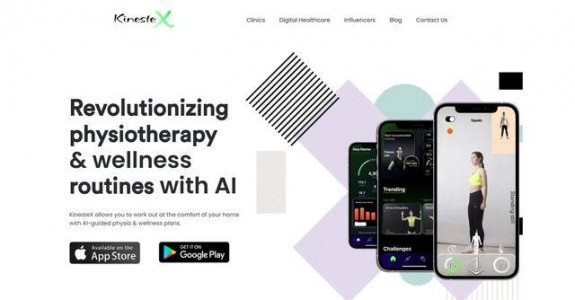 KinesteX
Clinics
Digital Healthcare
Influencers
Blog
Contact Us
Revolutionizing
physiotherapy
& wellness
routines with AI
KinesteX allows you to work out at the comfort of your home
with AI-guided physio & wellness plans.
Available on the
App Store
GET IT ON
Google Play
Trending
Challenges
Squats